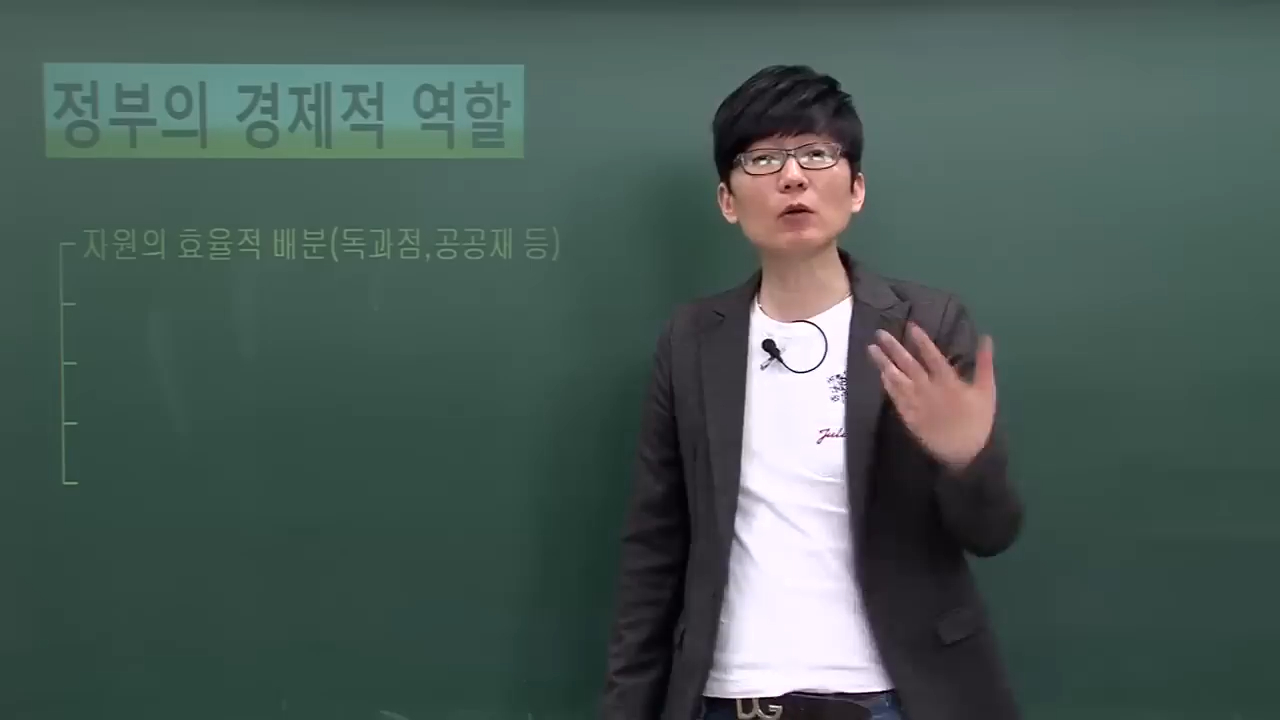 정부의 경제적 역할
자원의 효율적 배분(독과점,공공재 등)
DG